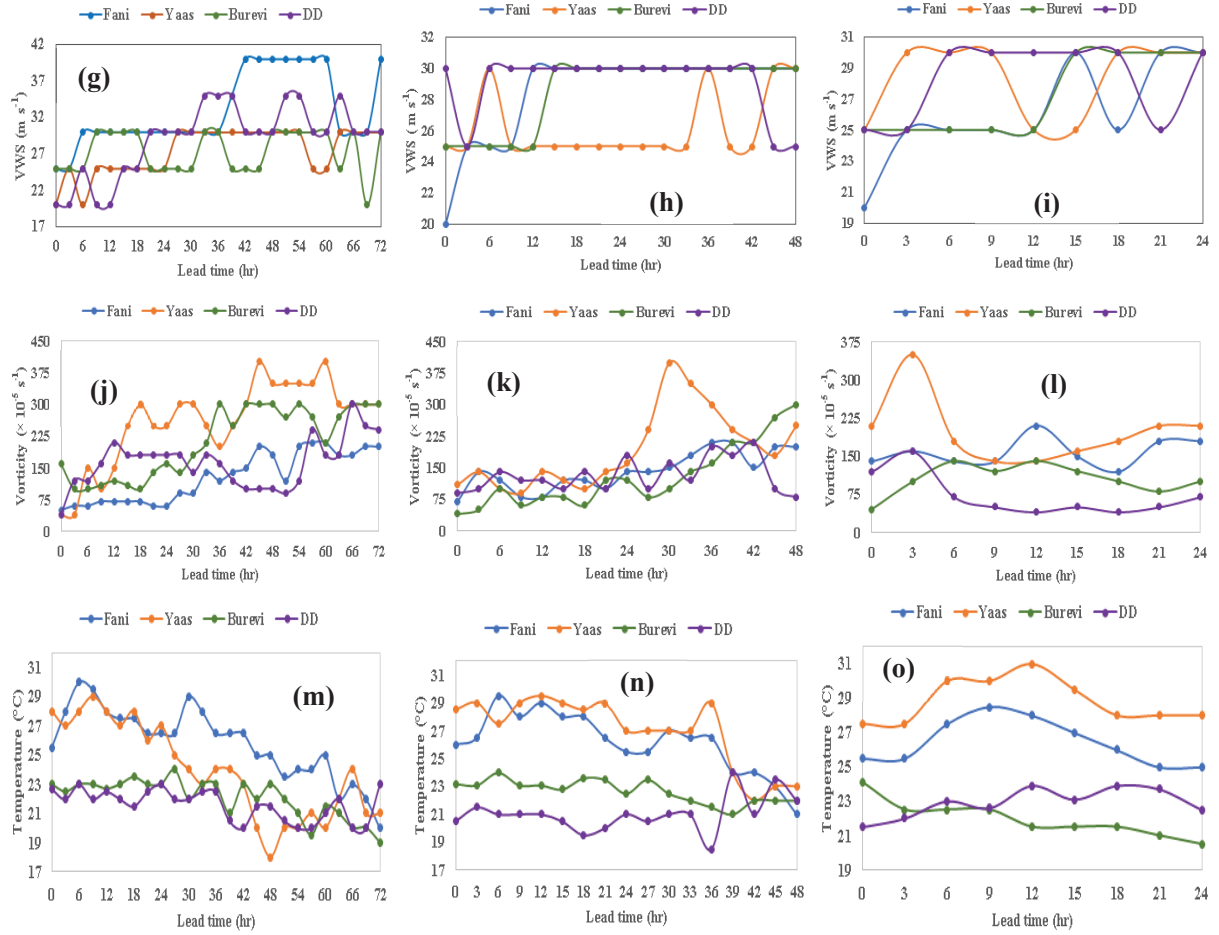 Fani Yaas Burevi DD
Fani Yaas Burevi DD
Fani Yaas Burevi DD
(g)
VWS (m s-1)
42
37
32
27
22
17
0 6 12 18 24 30 36 42 48 54 60 66 72
Lead time (hr)
(h)
VWS ( m s-1)
32
30
28
26
24
22
20
0 6 12 18 24 30 36 42 48
Lead time (hr)
(i)
VWS (m s-1)
31
29
27
25
23
21
19
0 3 6 9 12 15 18 21 24
Lead time (hr)
Fani Yaas Burevi DD
Fani Yaas Burevi DD
Fani Yaas Burevi DD
(j)
Vorticity (× 10-5 s-1)
450
375
300
225
150
75
0
0 6 12 18 24 30 36 42 48 54 60 66 72
Lead time (hr)
(k)
Vorticity (× 10-5 s-1)
450
375
300
225
150
75
0
0 6 12 18 24 30 36 42 48
Lead time (hr)
(l)
Vorticity (× 10-5 s-1)
375
300
225
150
75
0
0 3 6 9 12 15 18 21 24
Lead time (hr)
Fani Yaas Burevi DD
Fani Yaas Burevi DD
Fani Yaas Burevi DD
(m)
Temperature (°C)
31
29
27
25
23
21
19
17
0 6 12 18 24 30 36 42 48 54 60 66 72
Lead time (hr)
(n)
Temperature (°C)
31
29
27
25
23
21
19
17
0 3 6 9 12 15 18 21 24 27 30 33 36 39 42 45 48
Lead time (hr)
(o)
Temperature (°C)
31
29
27
25
23
21
19
0 3 6 9 12 15 18 21 24
Lead time (hr)